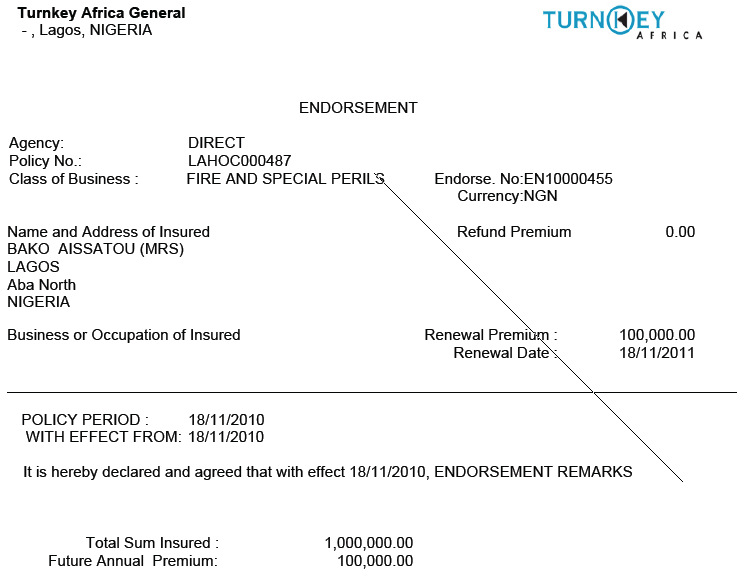 Turnkey Africa General
- , Lagos, NIGERIA
TURNKEY
AFRICA
ENDORSEMENT
Agency: DIRECT
Policy No.: LAHOC000487
Class of Business : FIRE AND SPECIAL PERILS Endorse. No:EN10000455
Currency:NGN
Name and Address of Insured Refund Premium 0.00
BAKO AISSATOU (MRS)
LAGOS
Aba North
NIGERIA
Business or Occupation of Insured Renewal Premium : 100,000.00
Renewal Date : 18/11/2011
POLICY PERIOD : 18/11/2010
WITH EFFECT FROM: 18/11/2010
It is hereby declared and agreed that with effect 18/11/2010, ENDORSEMENT REMARKS
Total Sum Insured : 1,000,000.00
Future Annual Premium: 100,000.00